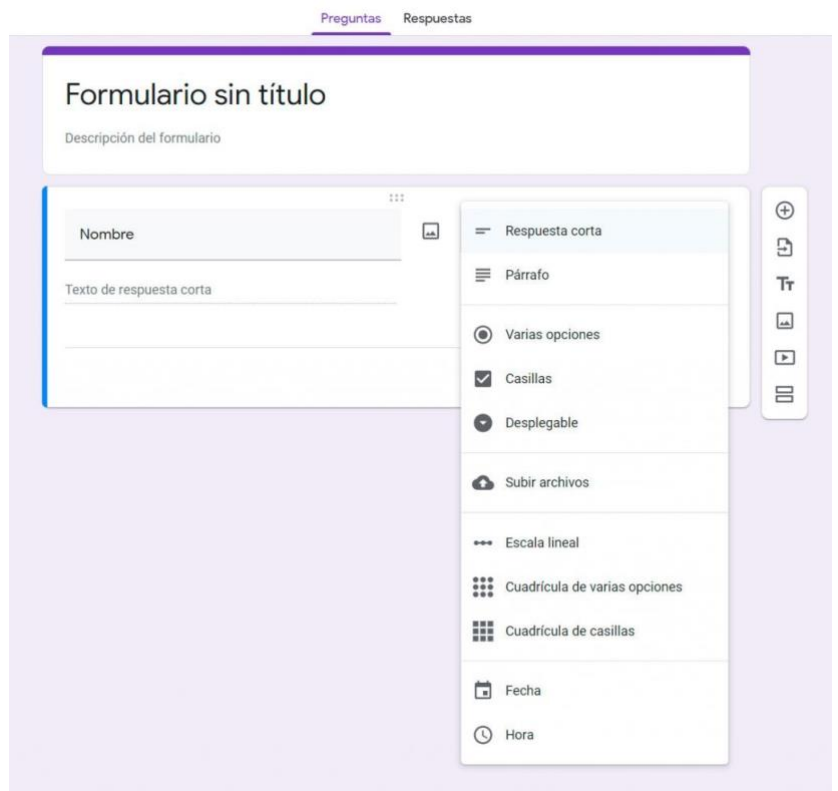 Preguntas Respuestas
Formulario sin título
Descripción del formulario
Nombre
Texto de respuesta corta
Respuesta corta
Párrafo
Varias opciones
Casillas
Desplegable
Subir archivos
Escala lineal
Cuadrícula de varias opciones
Cuadrícula de casillas
Fecha
Hora
Tт